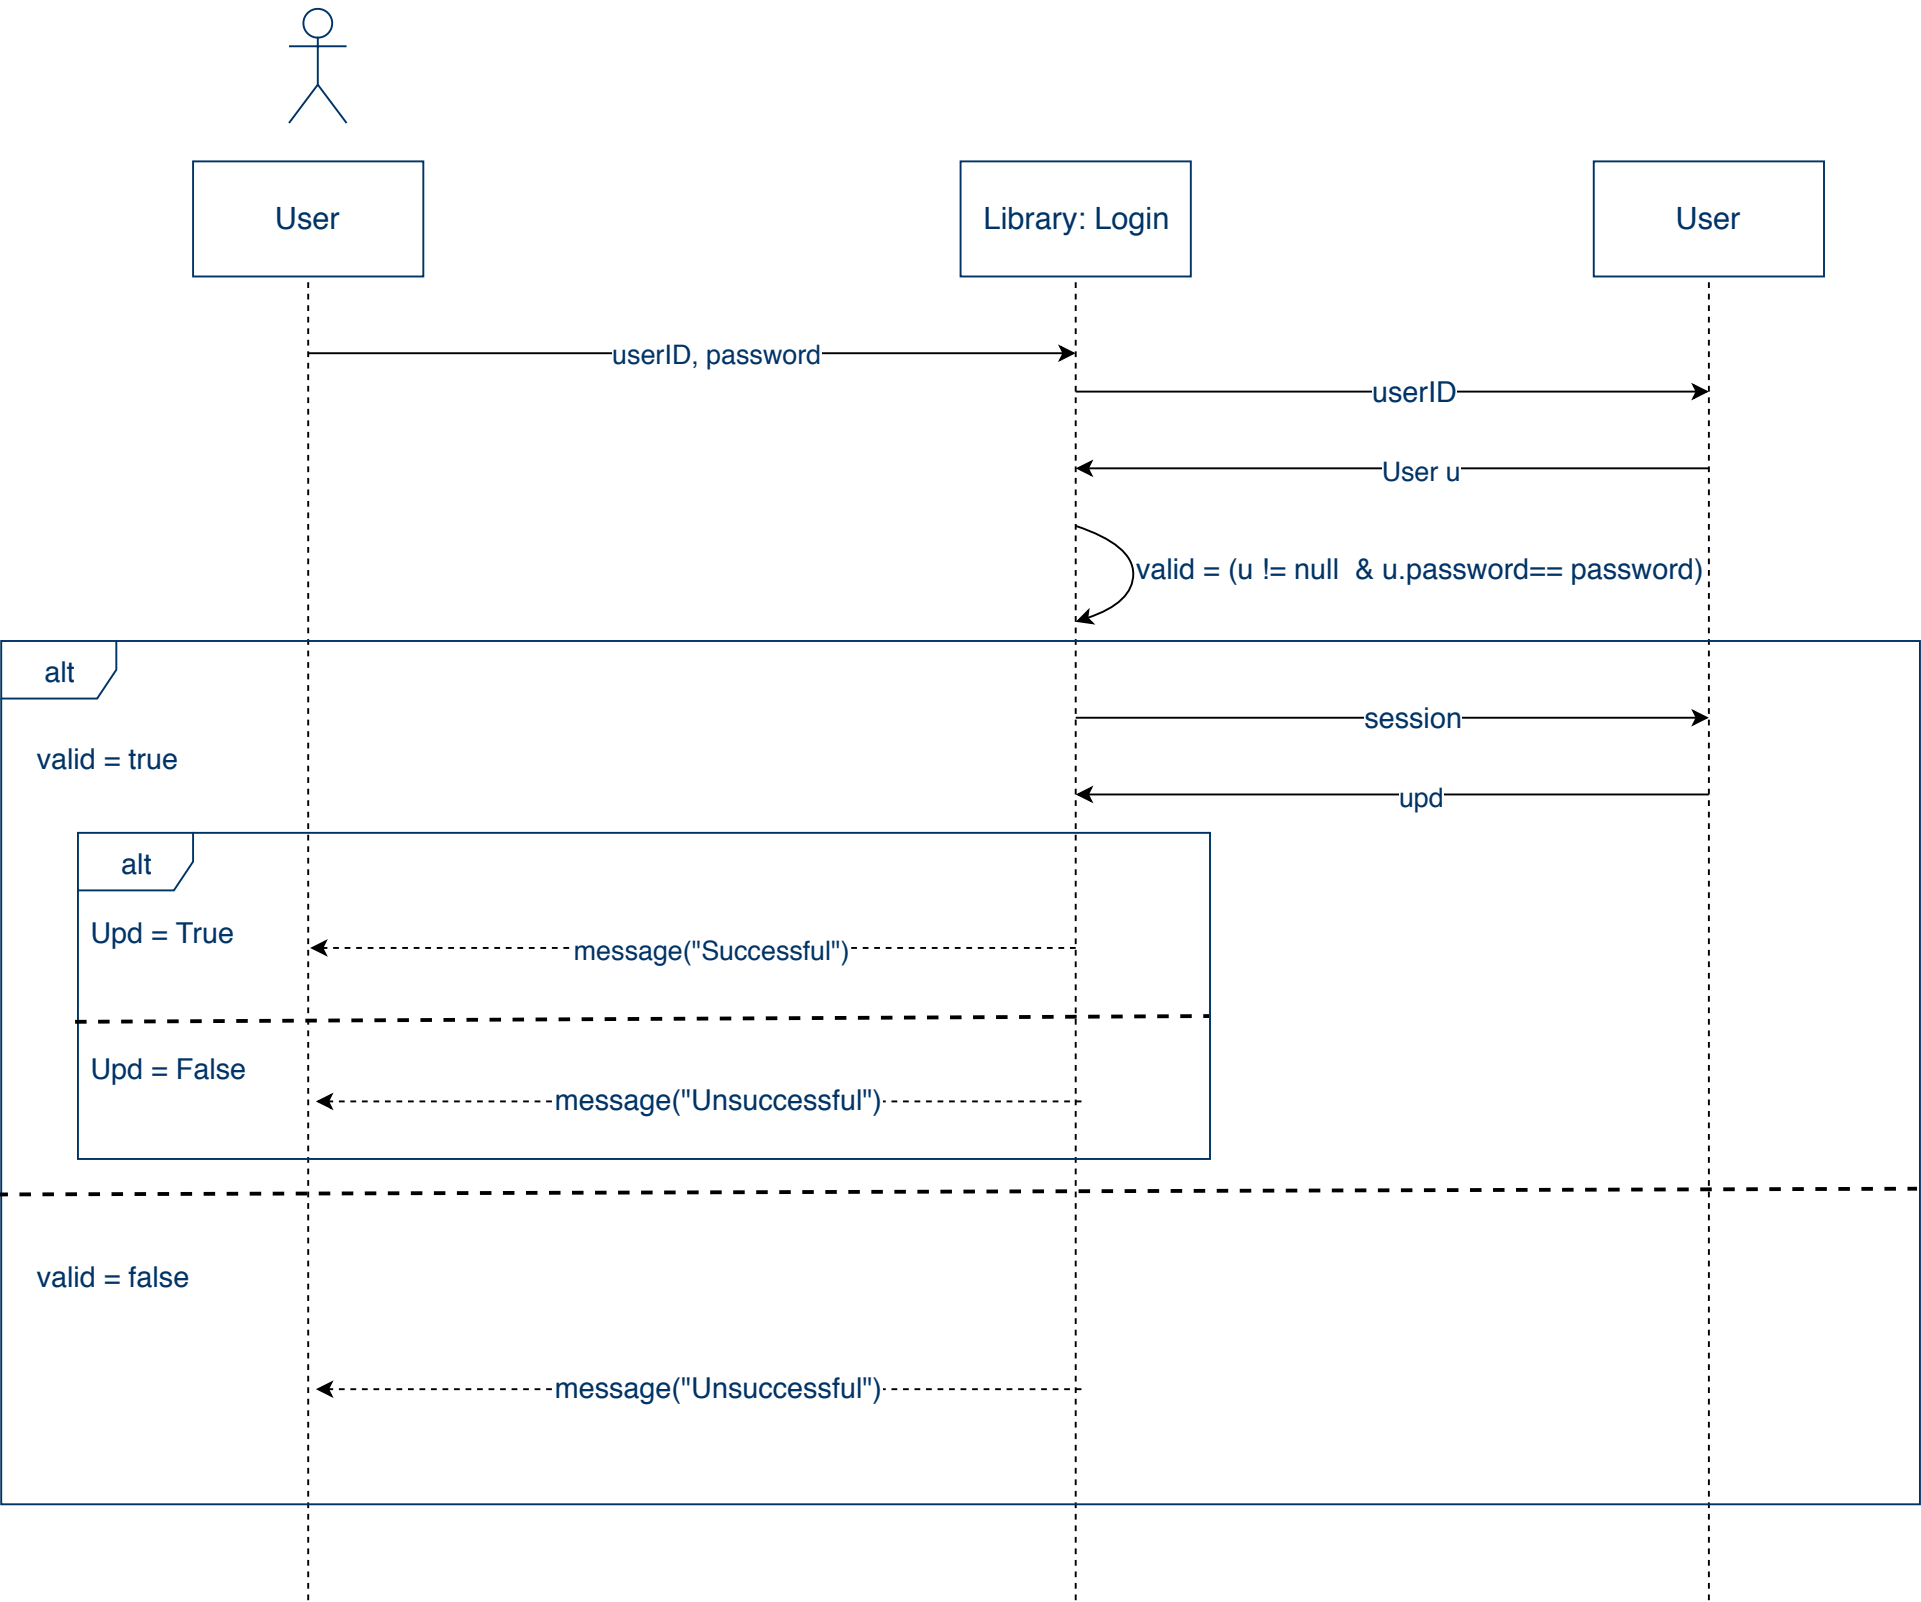 User
Library: Login
User
userID, password
userID
User u
valid = (u != null  & u.password== password)
alt
session
valid = true
upd
alt
Upd = True
message("Successful")
Upd = False
message("Unsuccessful")
valid = false
message("Unsuccessful")